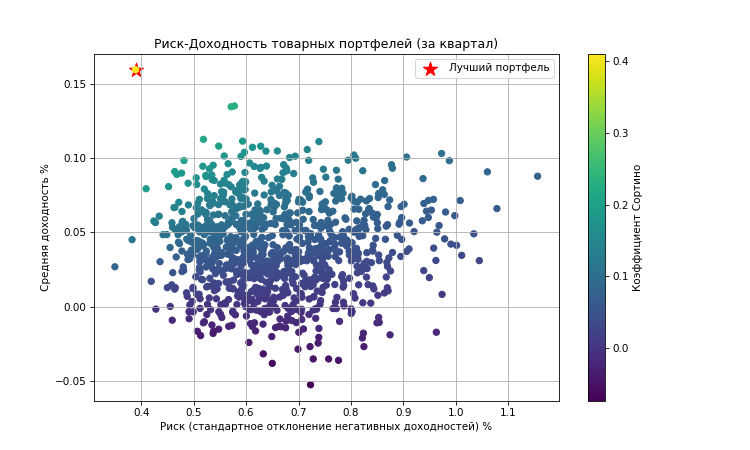 Риск-Доходность товарных портфелей (за квартал)
Лучший портфель
Средняя доходность %
0.15
0.10
0.05
0.00
−0.05
0.4 0.5 0.6 0.7 0.8 0.9 1.0 1.1
Риск (стандартное отклонение негативных доходностей) %
0.4
0.3
0.2
0.1
0.0
Коэффициент Сортино